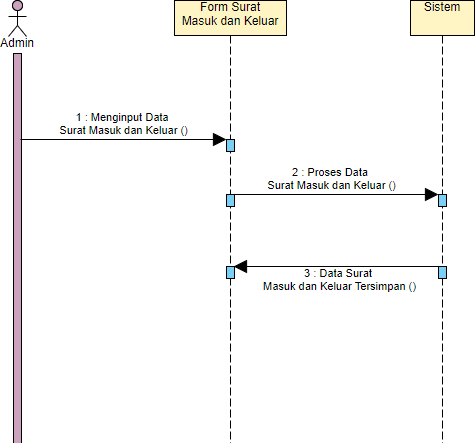 Form Surat
Masuk dan Keluar
Sistem
Admin
1 : Menginput Data
Surat Masuk dan Keluar ()
2 : Proses Data
Surat Masuk dan Keluar ()
3 : Data Surat
Masuk dan Keluar Tersimpan ()